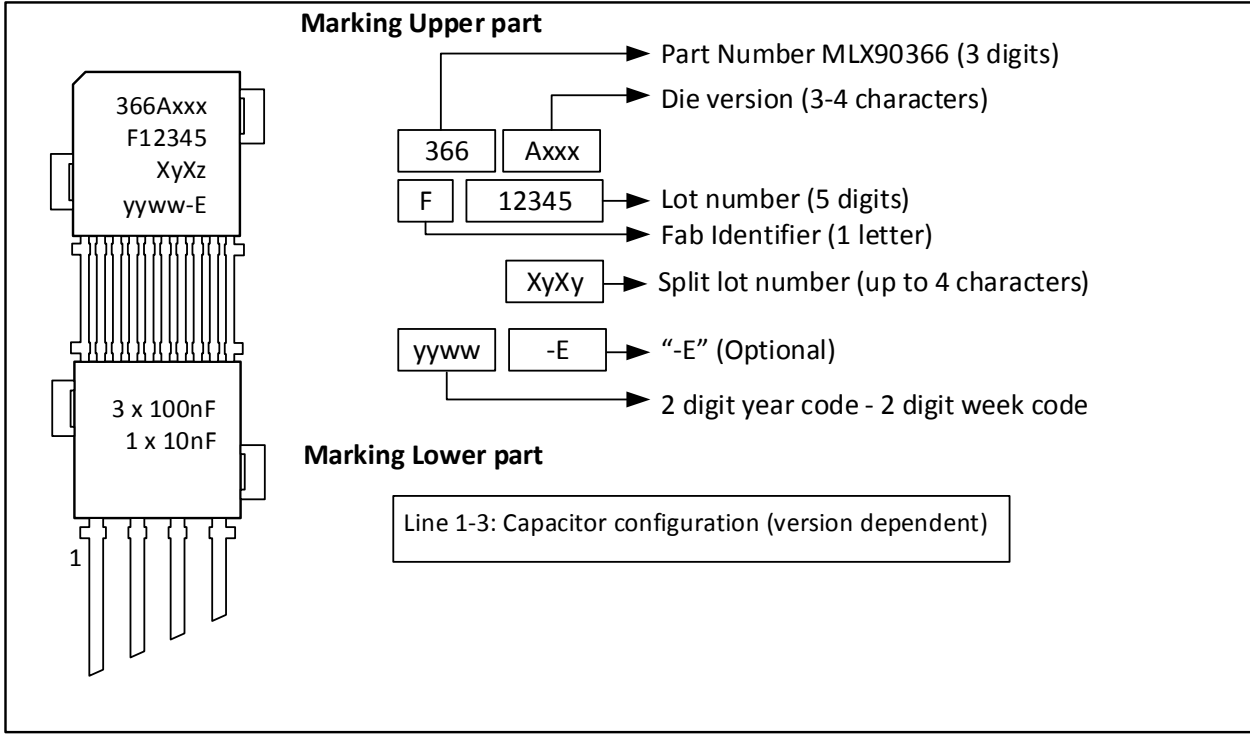 Marking Upper part
366Axxx
F12345
XyXz
yyww-E
3 x 100nF
1 x 10nF
1
Part Number MLX90366 (3 digits)
Die version (3-4 characters)
366 Axxx
F 12345 Lot number (5 digits)
Fab Identifier (1 letter)
XyXy Split lot number (up to 4 characters)
yyww -E “-E” (Optional)
2 digit year code - 2 digit week code
Marking Lower part
Line 1-3: Capacitor configuration (version dependent)